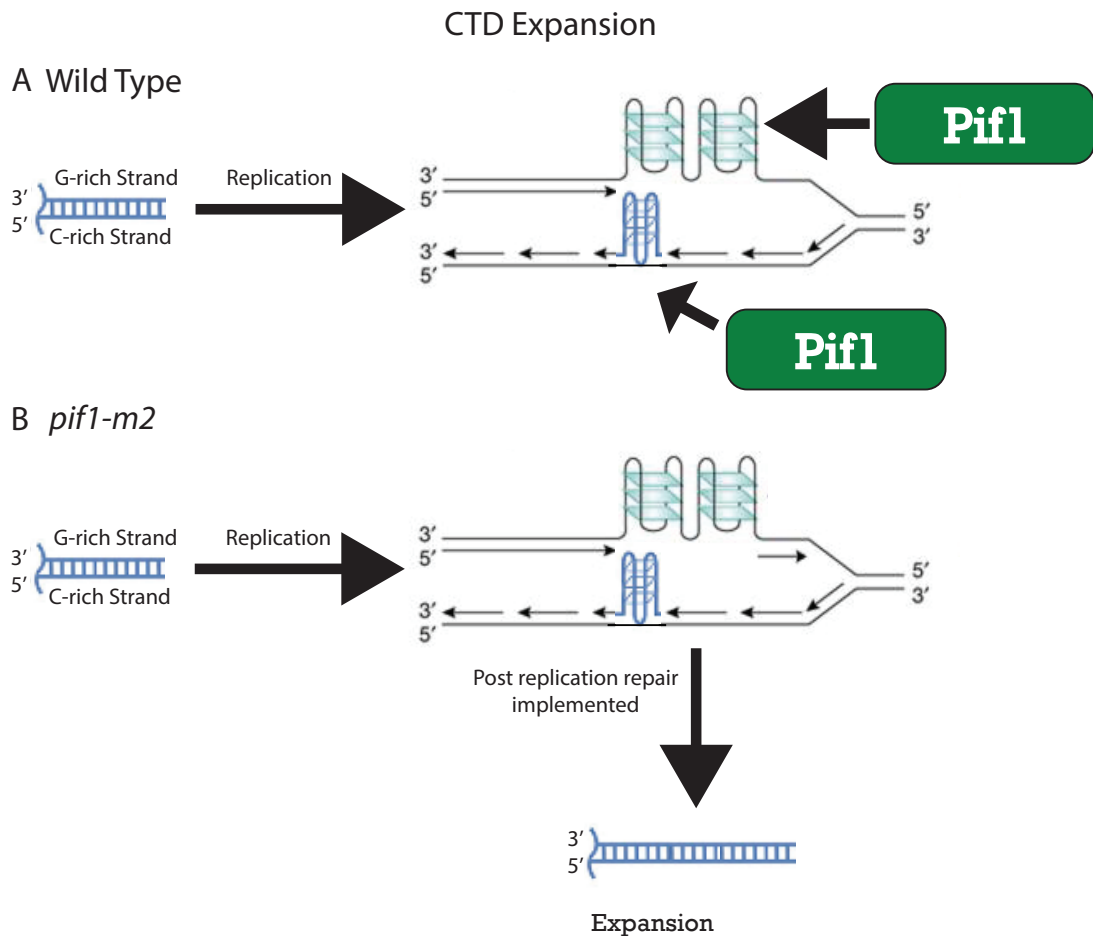 CTD Expansion
A Wild Type
Pif1
G-rich Strand
Replication
3′
5′
C-rich Strand
3′
5′
5′
3′
3′
5′
Pif1
B pif1-m2
G-rich Strand
Replication
3′
5′
C-rich Strand
3′
5′
5′
3′
3′
5′
Post replication repair
implemented
3′
5′
Expansion